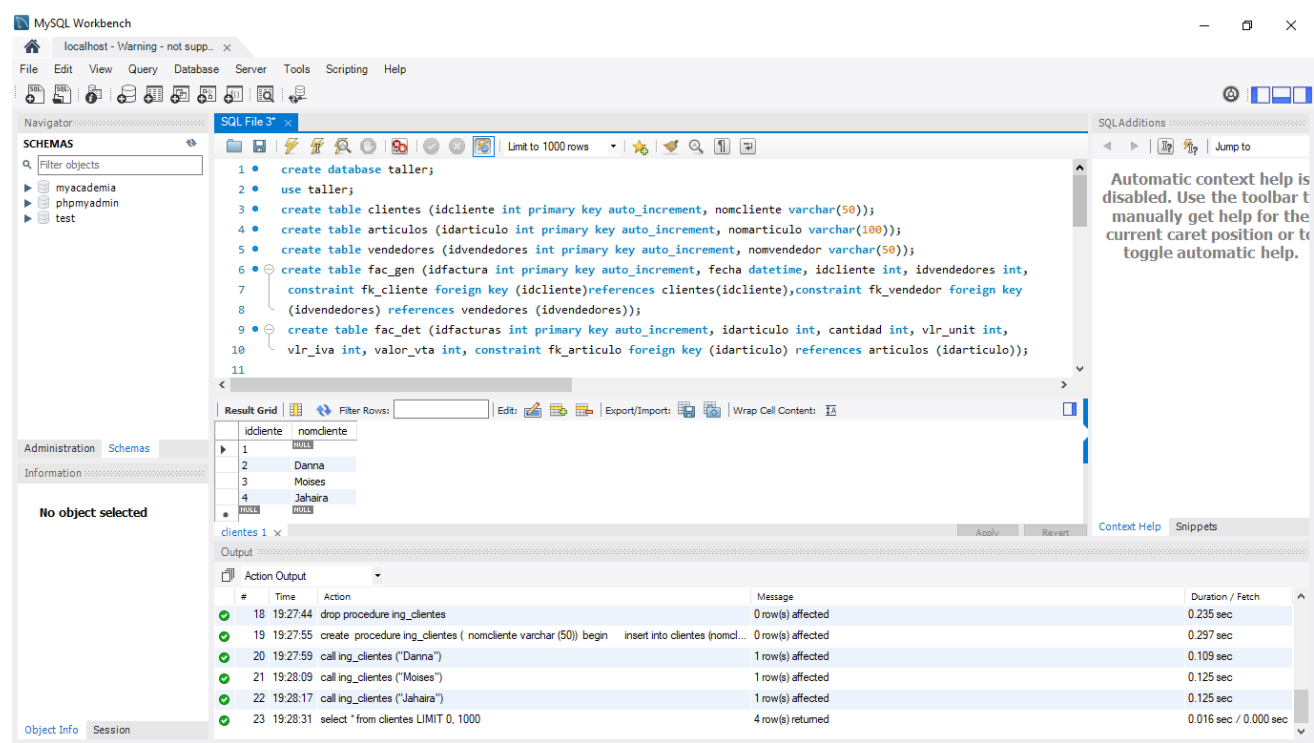 MySQL Workbench
localhost - Warning - not supp...
File Edit View Query Database Server Tools Scripting Help
Navigator
SCHEMAS
Filter objects
myacademia
phpmyadmin
test
Administration Schemas
Information
No object selected
Object Info Session
SQL File 3*
Limit to 1000 rows
1 create database taller;
2 use taller;
3 create table clientes (idcliente int primary key auto_increment, nomcliente varchar(50));
4 create table articulos (idarticulo int primary key auto_increment, nomarticulo varchar(100));
5 create table vendedores (idvendedores int primary key auto_increment, nomvendedor varchar(50));
6 create table fac_gen (idfactura int primary key auto_increment, fecha datetime, idcliente int, idvendedores int,
7 constraint fk_cliente foreign key (idcliente)references clientes(idcliente),constraint fk_vendedor foreign key
8 (idvendedores) references vendedores (idvendedores));
9 create table fac_det (idfacturas int primary key auto_increment, idarticulo int, cantidad int, vlr_unit int,
10 vlr_iva int, valor_vta int, constraint fk_articulo foreign key (idarticulo) references articulos (idarticulo));
11
Result Grid Filter Rows: Edit: Export/Import: Wrap Cell Content:
idcliente nomcliente
1 NULL
2 Danna
3 Moises
4 Jahaira
NULL NULL
clientes 1 Apply Revert
SQLAdditions
Jump to
Automatic context help is
disabled. Use the toolbar t
manually get help for the
current caret position or to
toggle automatic help.
Context Help Snippets
Output
Action Output
# Time Action Message Duration / Fetch
18 19:27:44 drop procedure ing_clientes 0 row(s) affected 0.235 sec
19 19:27:55 create procedure ing_clientes ( nomcliente varchar (50)) begin insert into clientes (nomcl... 0 row(s) affected 0.297 sec
20 19:27:59 call ing_clientes ("Danna") 1 row(s) affected 0.109 sec
21 19:28:09 call ing_clientes ("Moises") 1 row(s) affected 0.125 sec
22 19:28:17 call ing_clientes ("Jahaira") 1 row(s) affected 0.125 sec
23 19:28:31 select * from clientes LIMIT 0, 1000 4 row(s) returned 0.016 sec / 0.000 sec